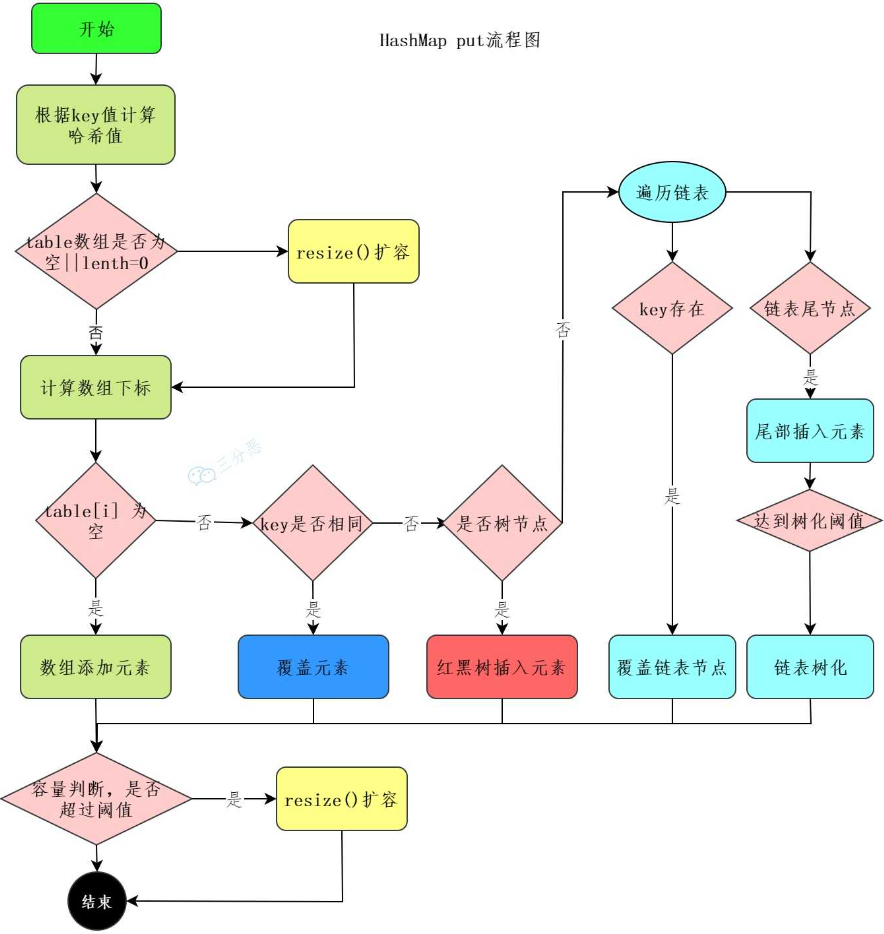 开始
HashMap put流程图
根据key值计算
哈希值
遍历链表
table数组是否为
空||lenth=0
resize()扩容
key存在
链表尾节点
否
否
是
计算数组下标
尾部插入元素
三分恶
table[i] 为
空
否
key是否相同
否
是否树节点
是
达到树化阈值
是
是
是
数组添加元素
覆盖元素
红黑树插入元素
覆盖链表节点
链表树化
容量判断，是否
超过阈值
是
resize()扩容
结束